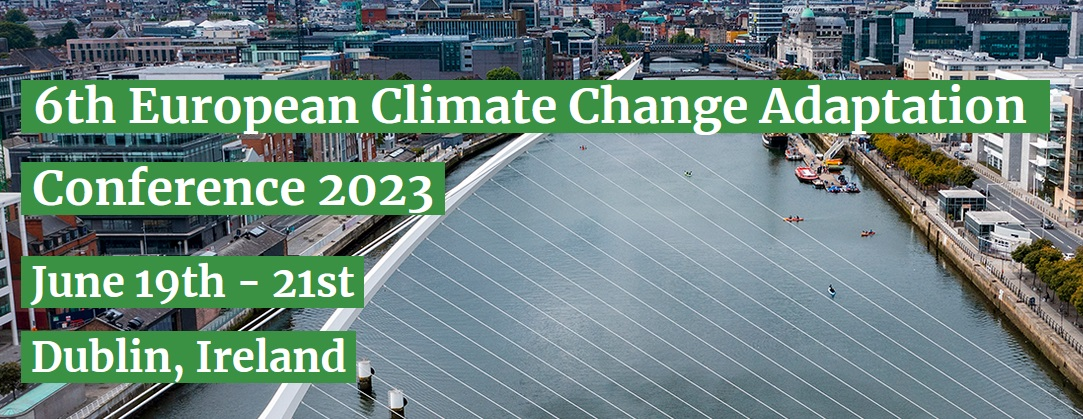 6th European Climate Change Adaptation
Conference 2023
June 19th - 21st
Dublin, Ireland